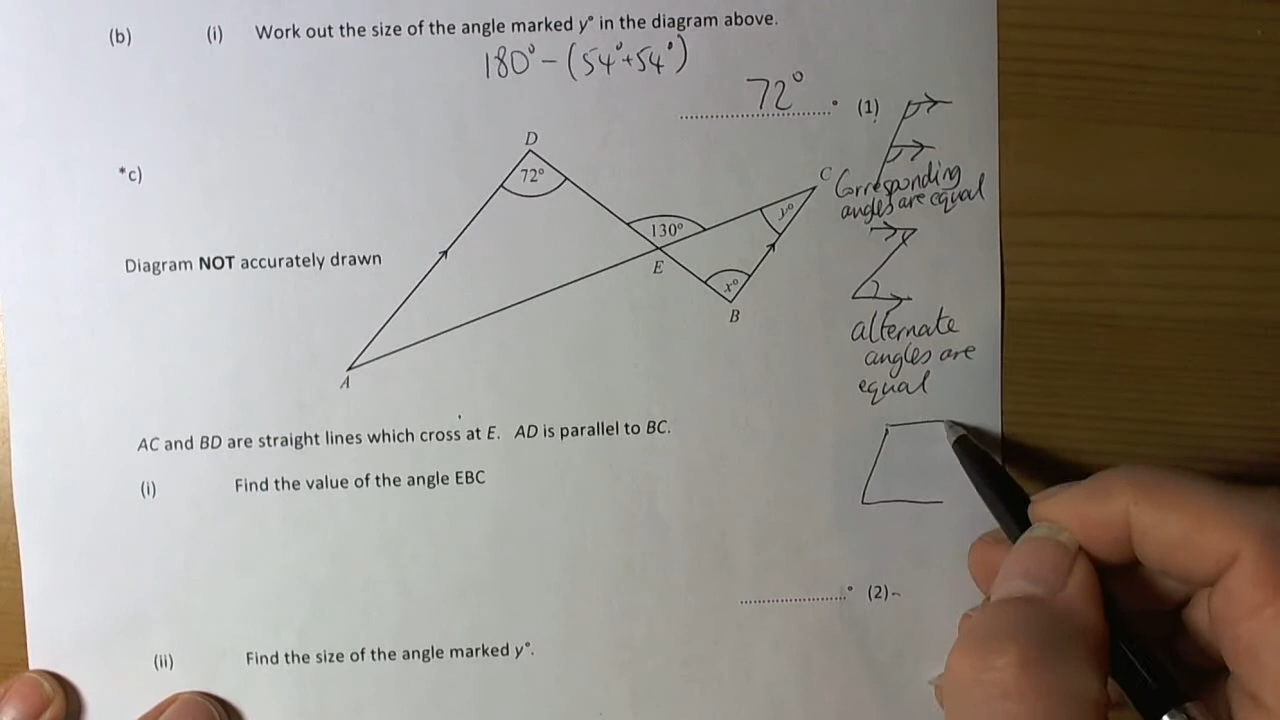 (b) (i) Work out the size of the angle marked y° in the diagram above.
180° - (54° + 54°)
72°
..............................° (1)
*c)
D
72°
C
130°
y°
E
x°
B
A
Diagram NOT accurately drawn
Corresponding
angles are equal
alternate
angles are
equal
AC and BD are straight lines which cross at E. AD is parallel to BC.
(i) Find the value of the angle EBC
......................° (2)
(ii) Find the size of the angle marked y°.